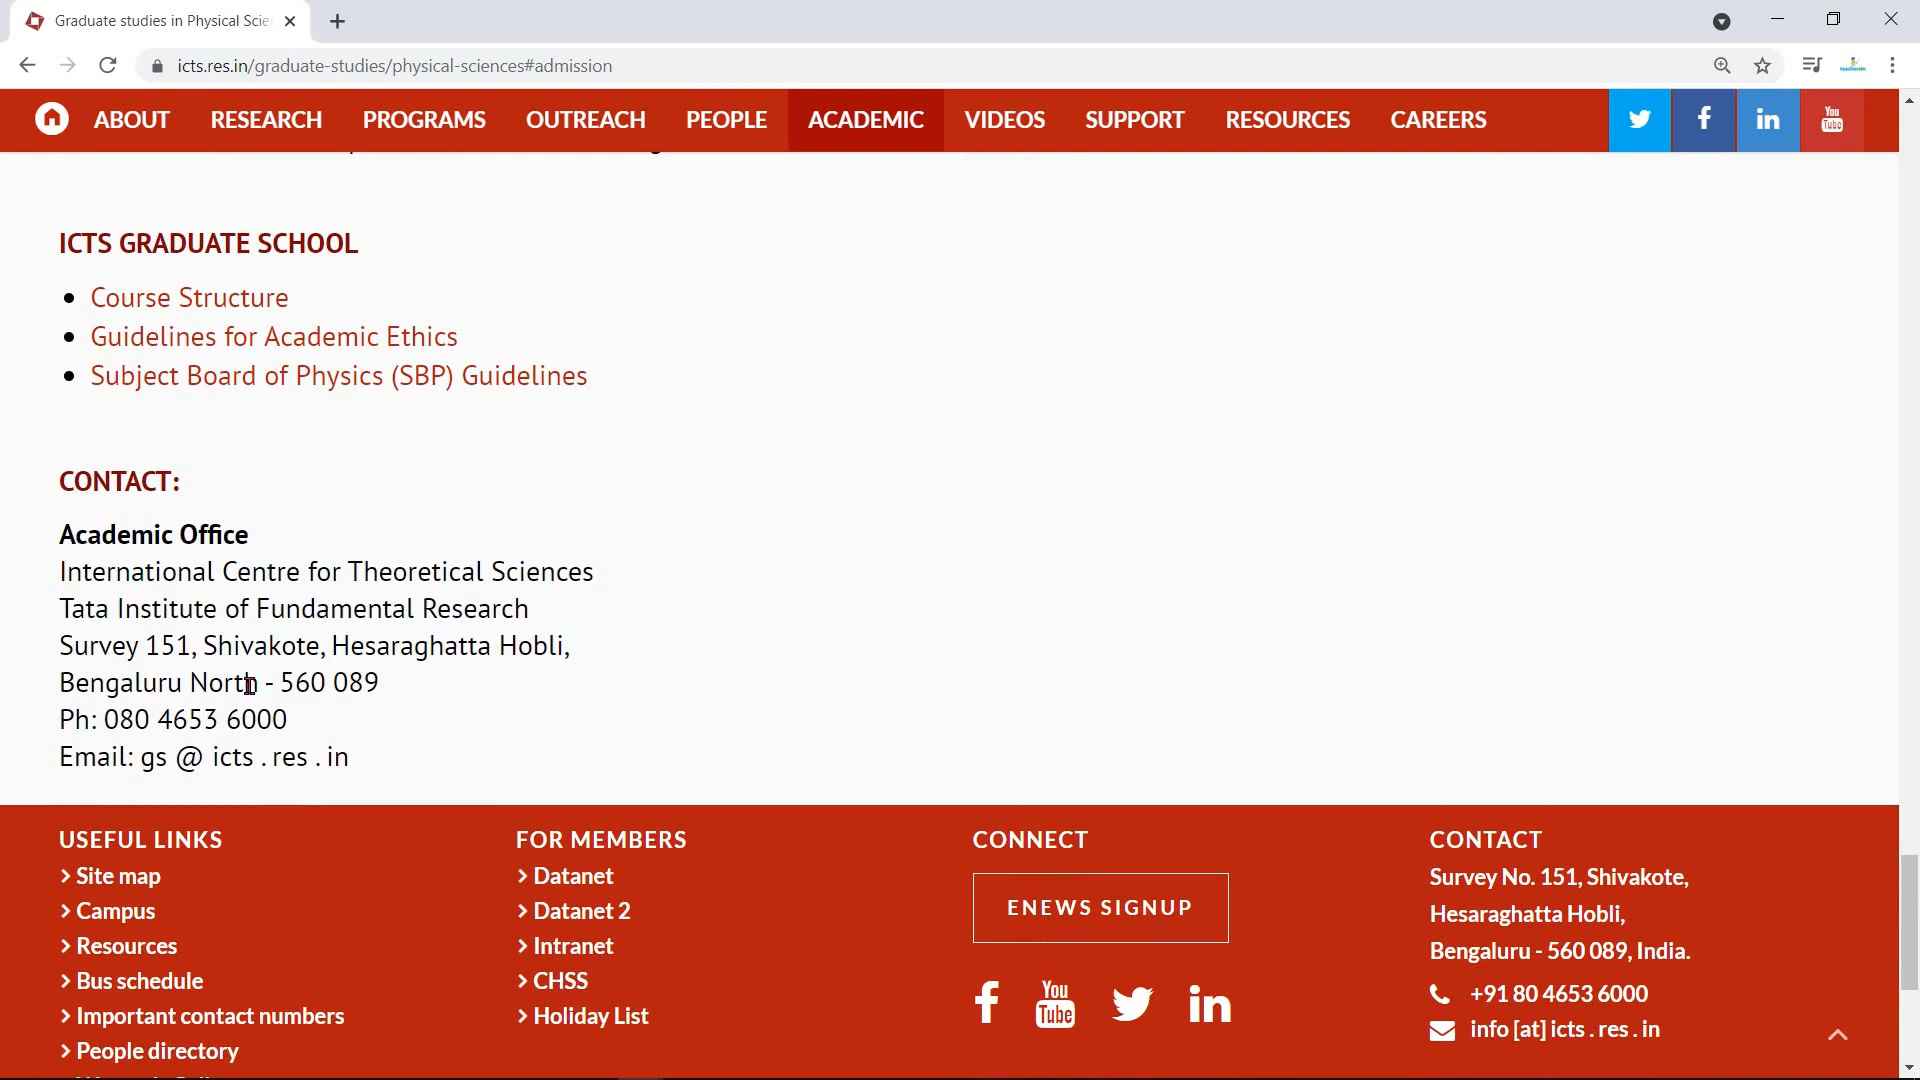 Graduate studies in Physical Scie
icts.res.in/graduate-studies/physical-sciences#admission
ABOUT RESEARCH PROGRAMS OUTREACH PEOPLE ACADEMIC VIDEOS SUPPORT RESOURCES CAREERS
You Tube
ICTS GRADUATE SCHOOL
Course Structure
Guidelines for Academic Ethics
Subject Board of Physics (SBP) Guidelines
CONTACT:
Academic Office
International Centre for Theoretical Sciences
Tata Institute of Fundamental Research
Survey 151, Shivakote, Hesaraghatta Hobli,
Bengaluru North - 560 089
Ph: 080 4653 6000
Email: gs @ icts . res . in
USEFUL LINKS
Site map
Campus
Resources
Bus schedule
Important contact numbers
People directory
FOR MEMBERS
Datanet
Datanet 2
Intranet
CHSS
Holiday List
CONNECT
ENEWS SIGNUP
You Tube
CONTACT
Survey No. 151, Shivakote,
Hesaraghatta Hobli,
Bengaluru - 560 089, India.
+91 80 4653 6000
info [at] icts . res . in